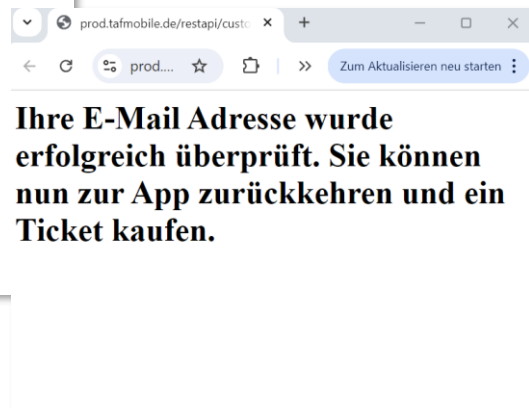 prod.tafmobile.de/restapi/custo
prod....
Zum Aktualisieren neu starten
Ihre E-Mail Adresse wurde
erfolgreich überprüft. Sie können
nun zur App zurückkehren und ein
Ticket kaufen.